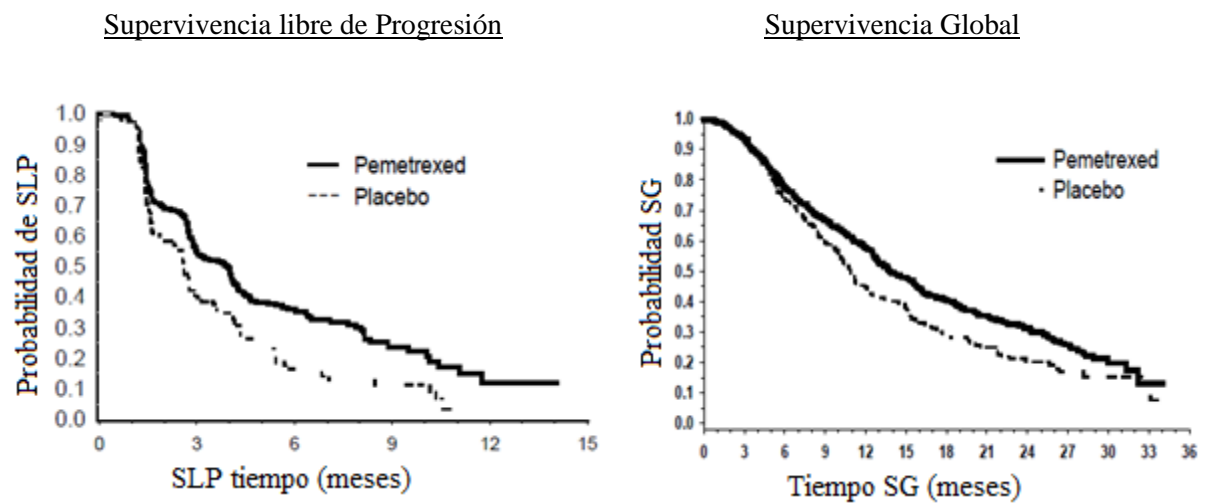 Supervivencia libre de Progresión
Supervivencia Global
Probabilidad de SLP
1.0
0.9
0.8
0.7
0.6
0.5
0.4
0.3
0.2
0.1
0.0
Pemetrexed
Placebo
0 3 6 9 12 15
SLP tiempo (meses)
Probabilidad SG
1.0
0.9
0.8
0.7
0.6
0.5
0.4
0.3
0.2
0.1
0.0
Pemetrexed
Placebo
0 3 6 9 12 15 18 21 24 27 30 33 36
Tiempo SG (meses)